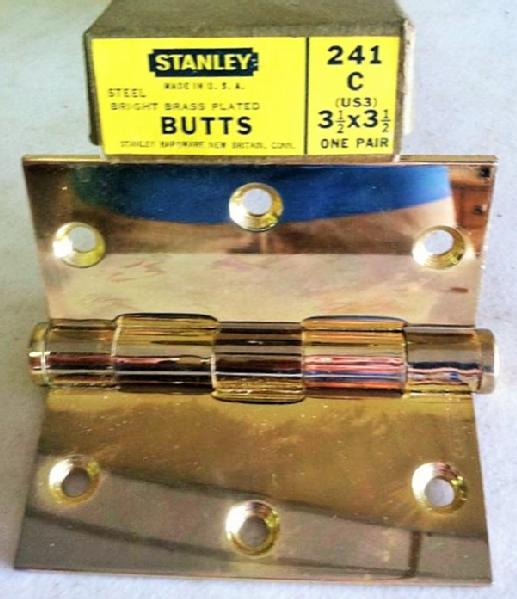 STANLEY
MADE IN U.S.A.
STEEL
BRIGHT BRASS PLATED
BUTTS
STANLEY HARDWARE NEW BRITAIN, CONN.
241
C
(US3)
3½x3½
ONE PAIR